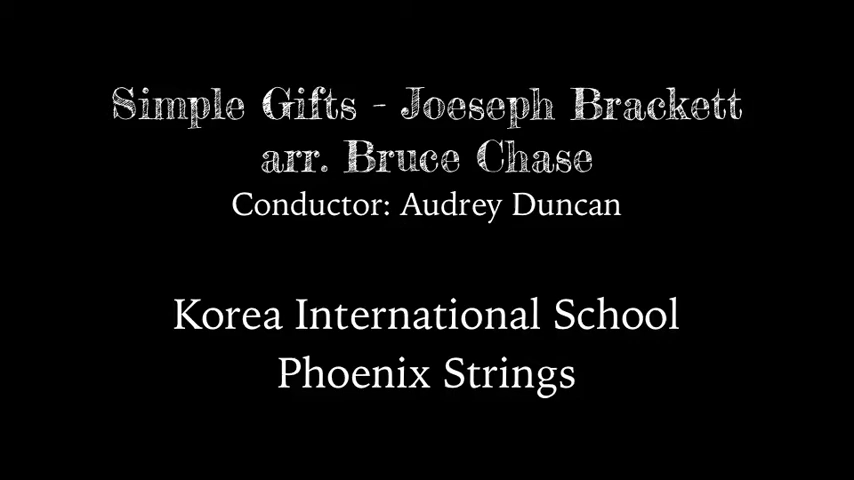 Simple Gifts - Joeseph Brackett
arr. Bruce Chase
Conductor: Audrey Duncan
Korea International School
Phoenix Strings